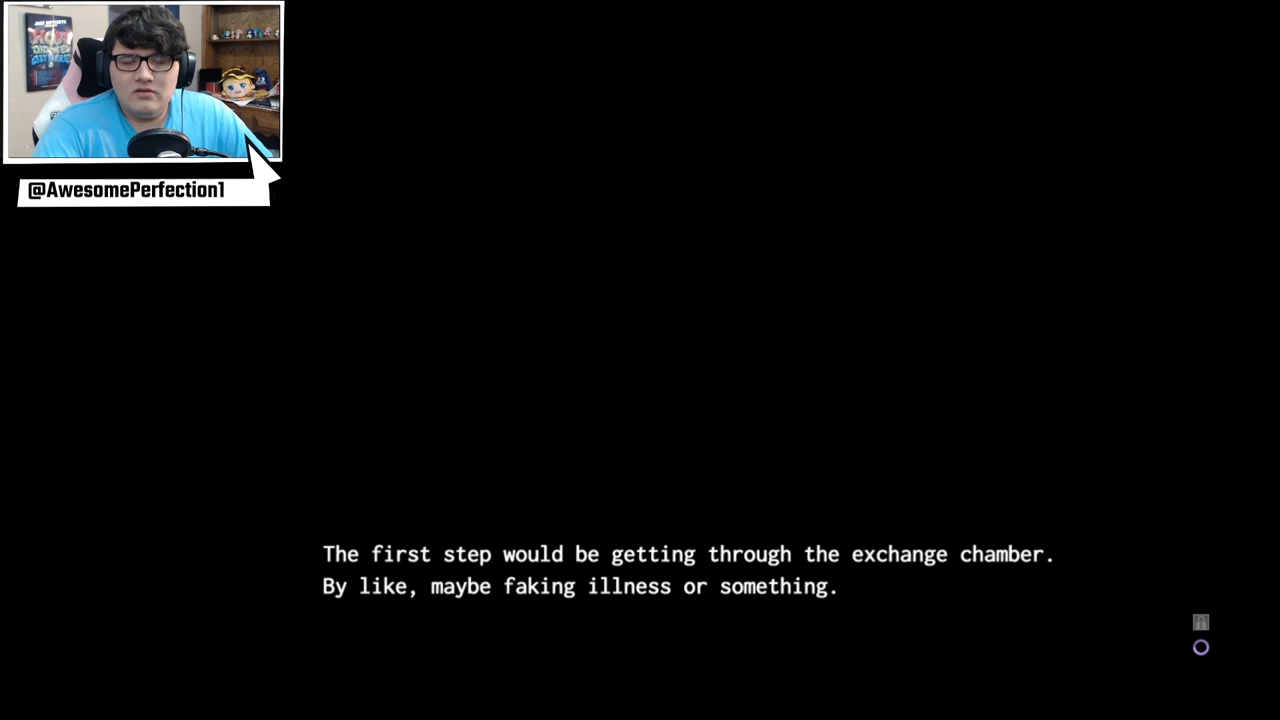 @AwesomePerfection1
The first step would be getting through the exchange chamber.
By like, maybe faking illness or something.